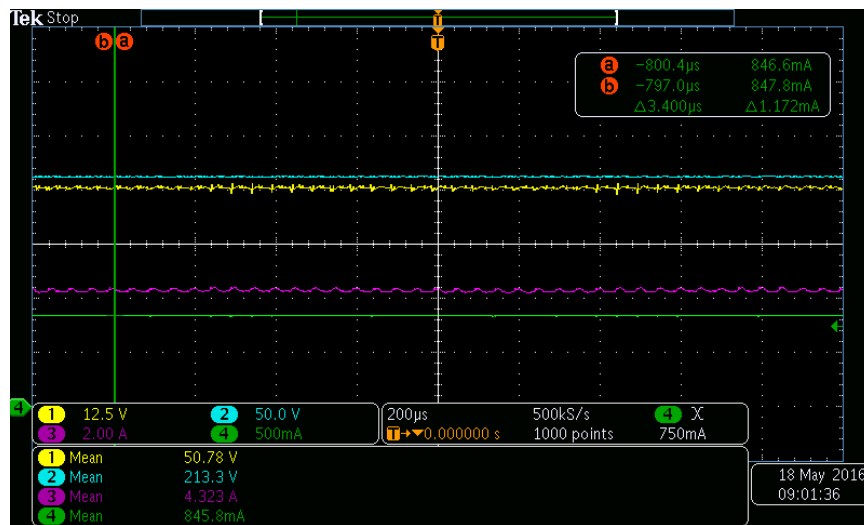 Tek Stop
T
b a
T
a -800.4µs 846.6mA
b -797.0µs 847.8mA
Δ3.400µs Δ1.172mA
4
1 12.5 V 2 50.0 V
3 2.00 A 4 500mA
200µs 500kS/s 4
T→▼0.000000 s 1000 points 750mA
1 Mean 50.78 V
2 Mean 213.3 V
3 Mean 4.323 A
4 Mean 845.8mA
18 May 2016
09:01:36